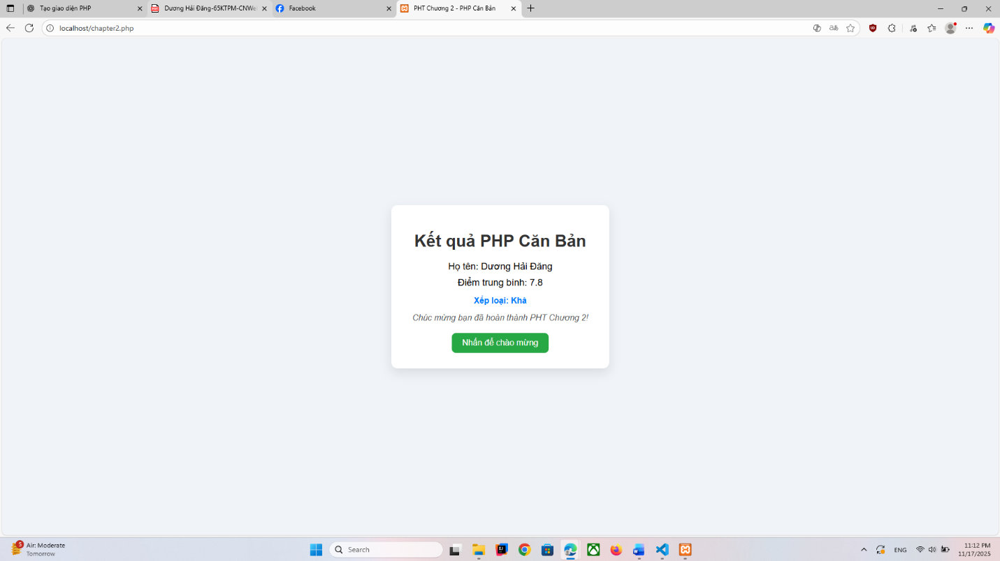 Tạo giao diện PHP
Dương Hải Đăng-65KTPM-CNWe
Facebook
PHT Chương 2 - PHP Căn Bản
localhost/chapter2.php
Kết quả PHP Căn Bản
Họ tên: Dương Hải Đăng
Điểm trung bình: 7.8
Xếp loại: Khá
Chúc mừng bạn đã hoàn thành PHT Chương 2!
Nhấn để chào mừng
5
Air: Moderate
Tomorrow
Search
ENG
11:12 PM
11/17/2025